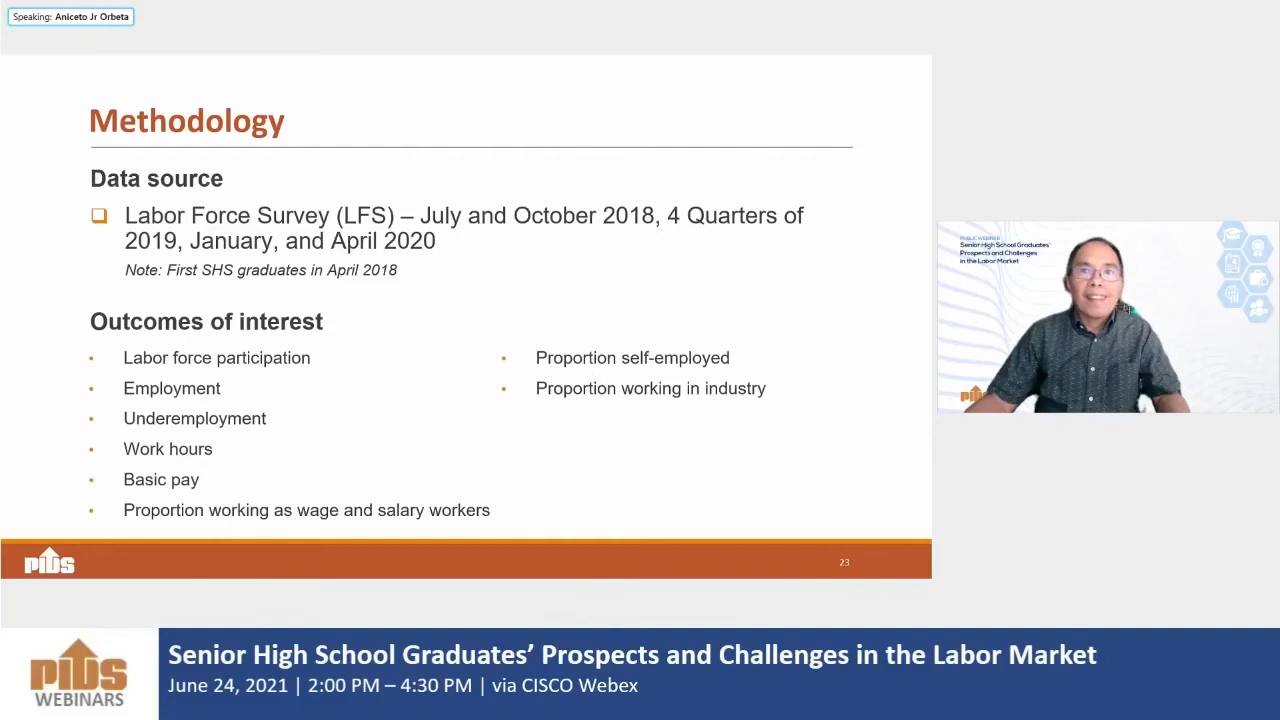 Speaking: Aniceto Jr Orbeta
Methodology
Data source
Labor Force Survey (LFS) – July and October 2018, 4 Quarters of
2019, January, and April 2020
Note: First SHS graduates in April 2018
Outcomes of interest
• Labor force participation
• Employment
• Underemployment
• Work hours
• Basic pay
• Proportion working as wage and salary workers
• Proportion self-employed
• Proportion working in industry
PIDS
23
PUBLIC WEBINAR
Senior High School Graduates'
Prospects and Challenges
in the Labor Market
PIDS
WEBINARS
Senior High School Graduates' Prospects and Challenges in the Labor Market
June 24, 2021 | 2:00 PM – 4:30 PM | via CISCO Webex